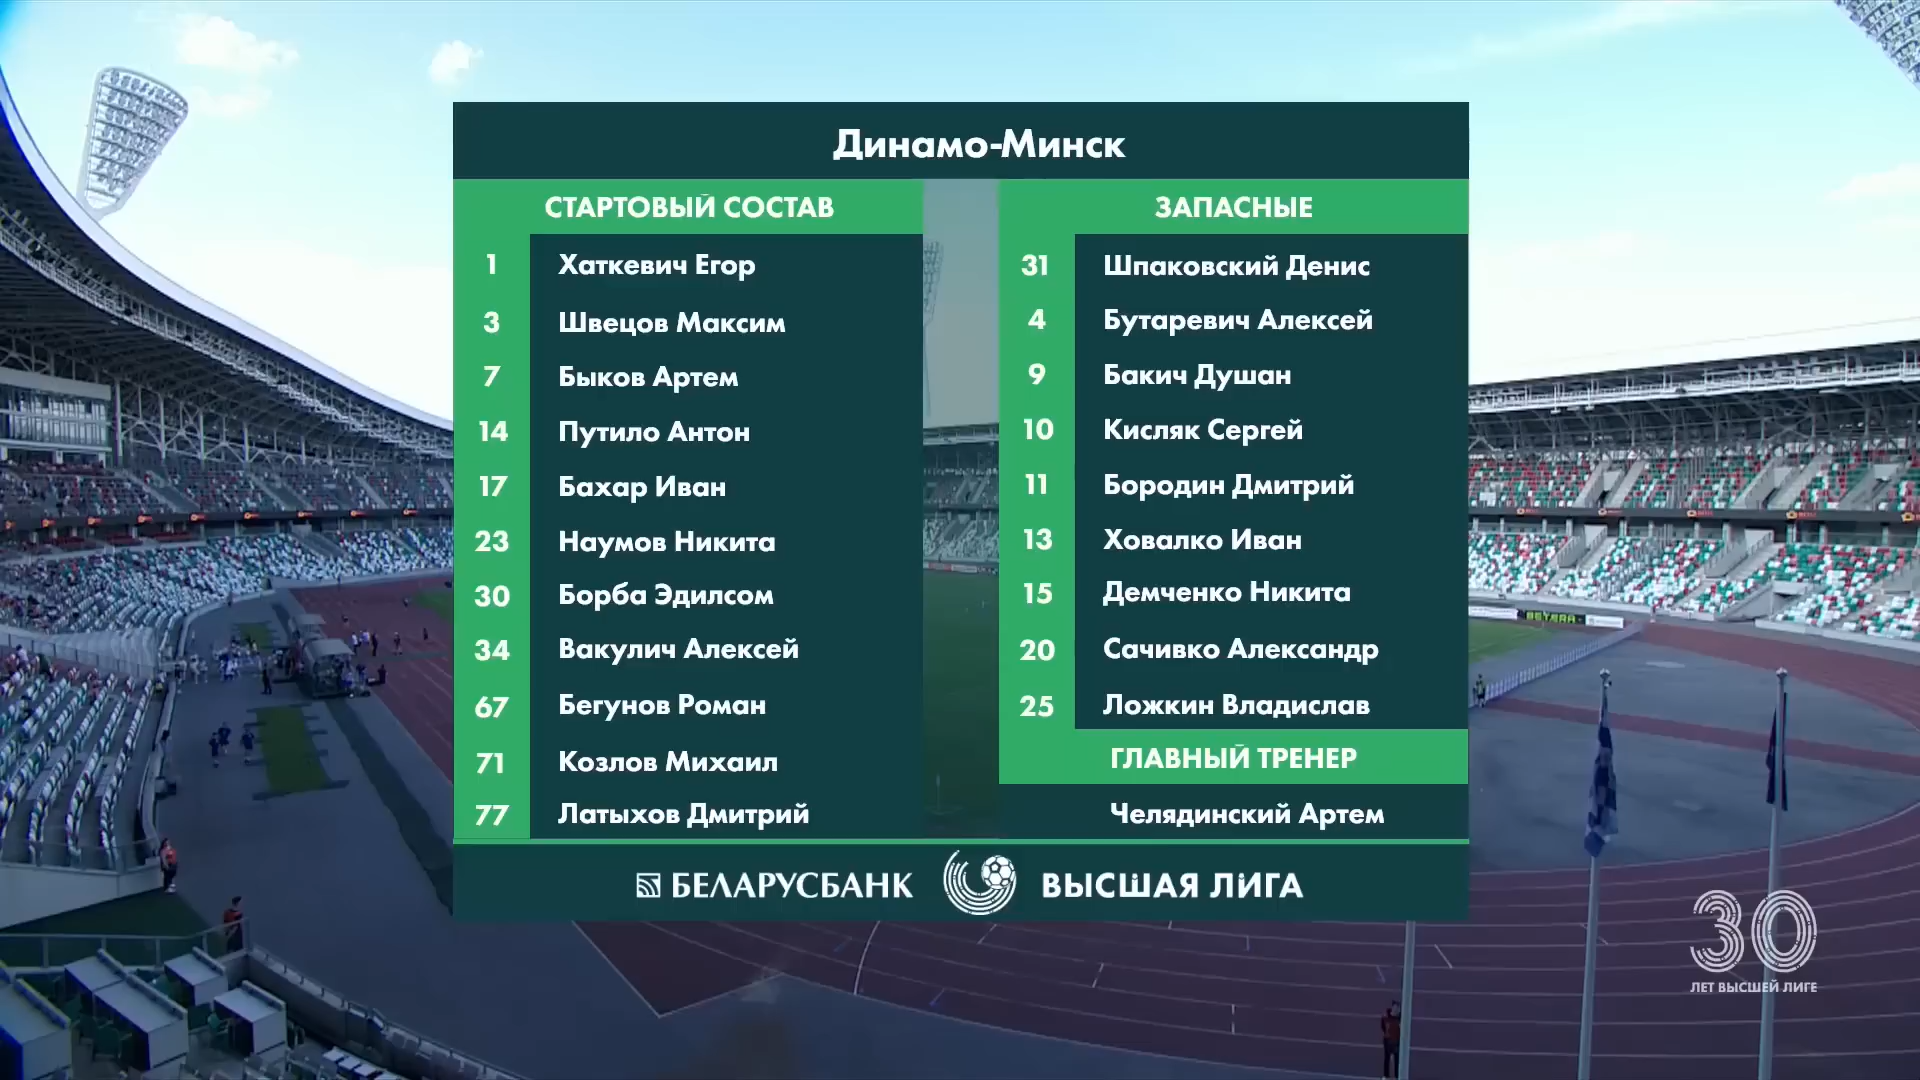 Динамо-Минск
СТАРТОВЫЙ СОСТАВ
1 Хаткевич Егор
3 Швецов Максим
7 Быков Артем
14 Путило Антон
17 Бахар Иван
23 Наумов Никита
30 Борба Эдилсом
34 Вакулич Алексей
67 Бегунов Роман
71 Козлов Михаил
77 Латыхов Дмитрий
ЗАПАСНЫЕ
31 Шпаковский Денис
4 Бутаревич Алексей
9 Бакич Душан
10 Кисляк Сергей
11 Бородин Дмитрий
13 Ховалко Иван
15 Демченко Никита
20 Сачивко Александр
25 Ложкин Владислав
ГЛАВНЫЙ ТРЕНЕР
Челядинский Артем
БЕЛАРУСБАНК ВЫСШАЯ ЛИГА
BETERA
30
ЛЕТ ВЫСШЕЙ ЛИГЕ